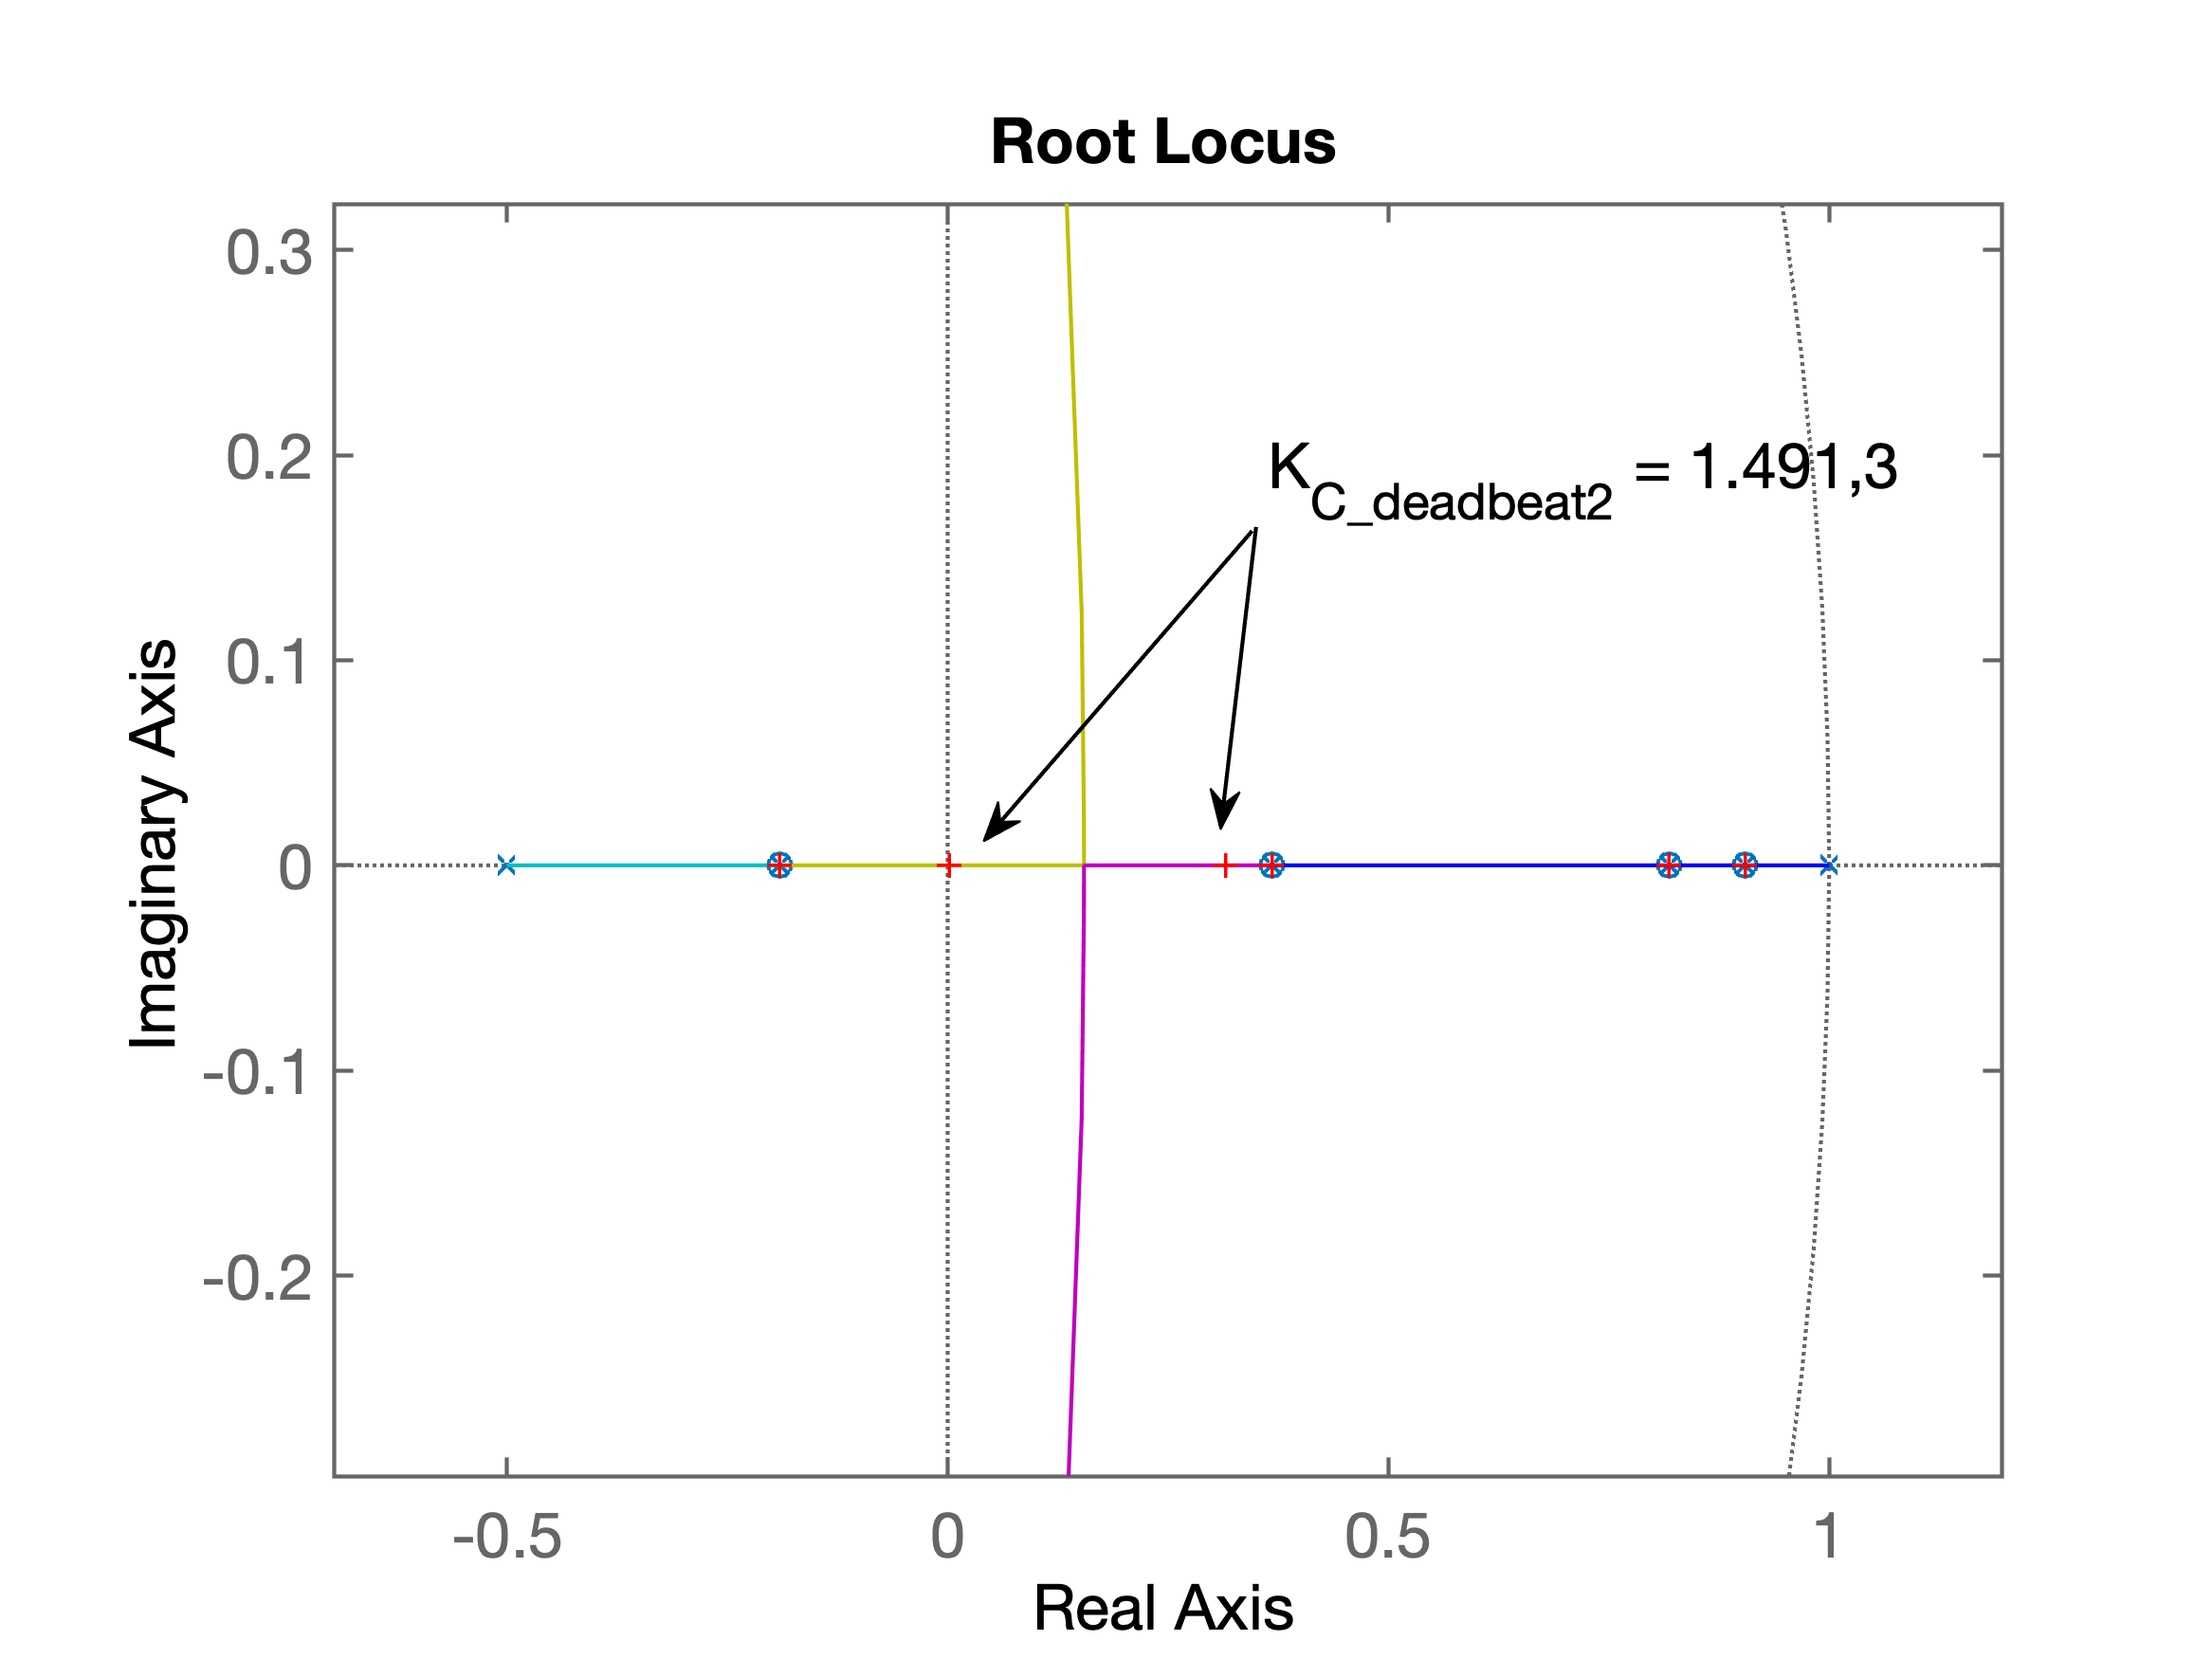 Root Locus
0.3
0.2
0.1
0
-0.1
-0.2
Imaginary Axis
K_C_deadbeat2 = 1.491,3
-0.5 0 0.5 1
Real Axis